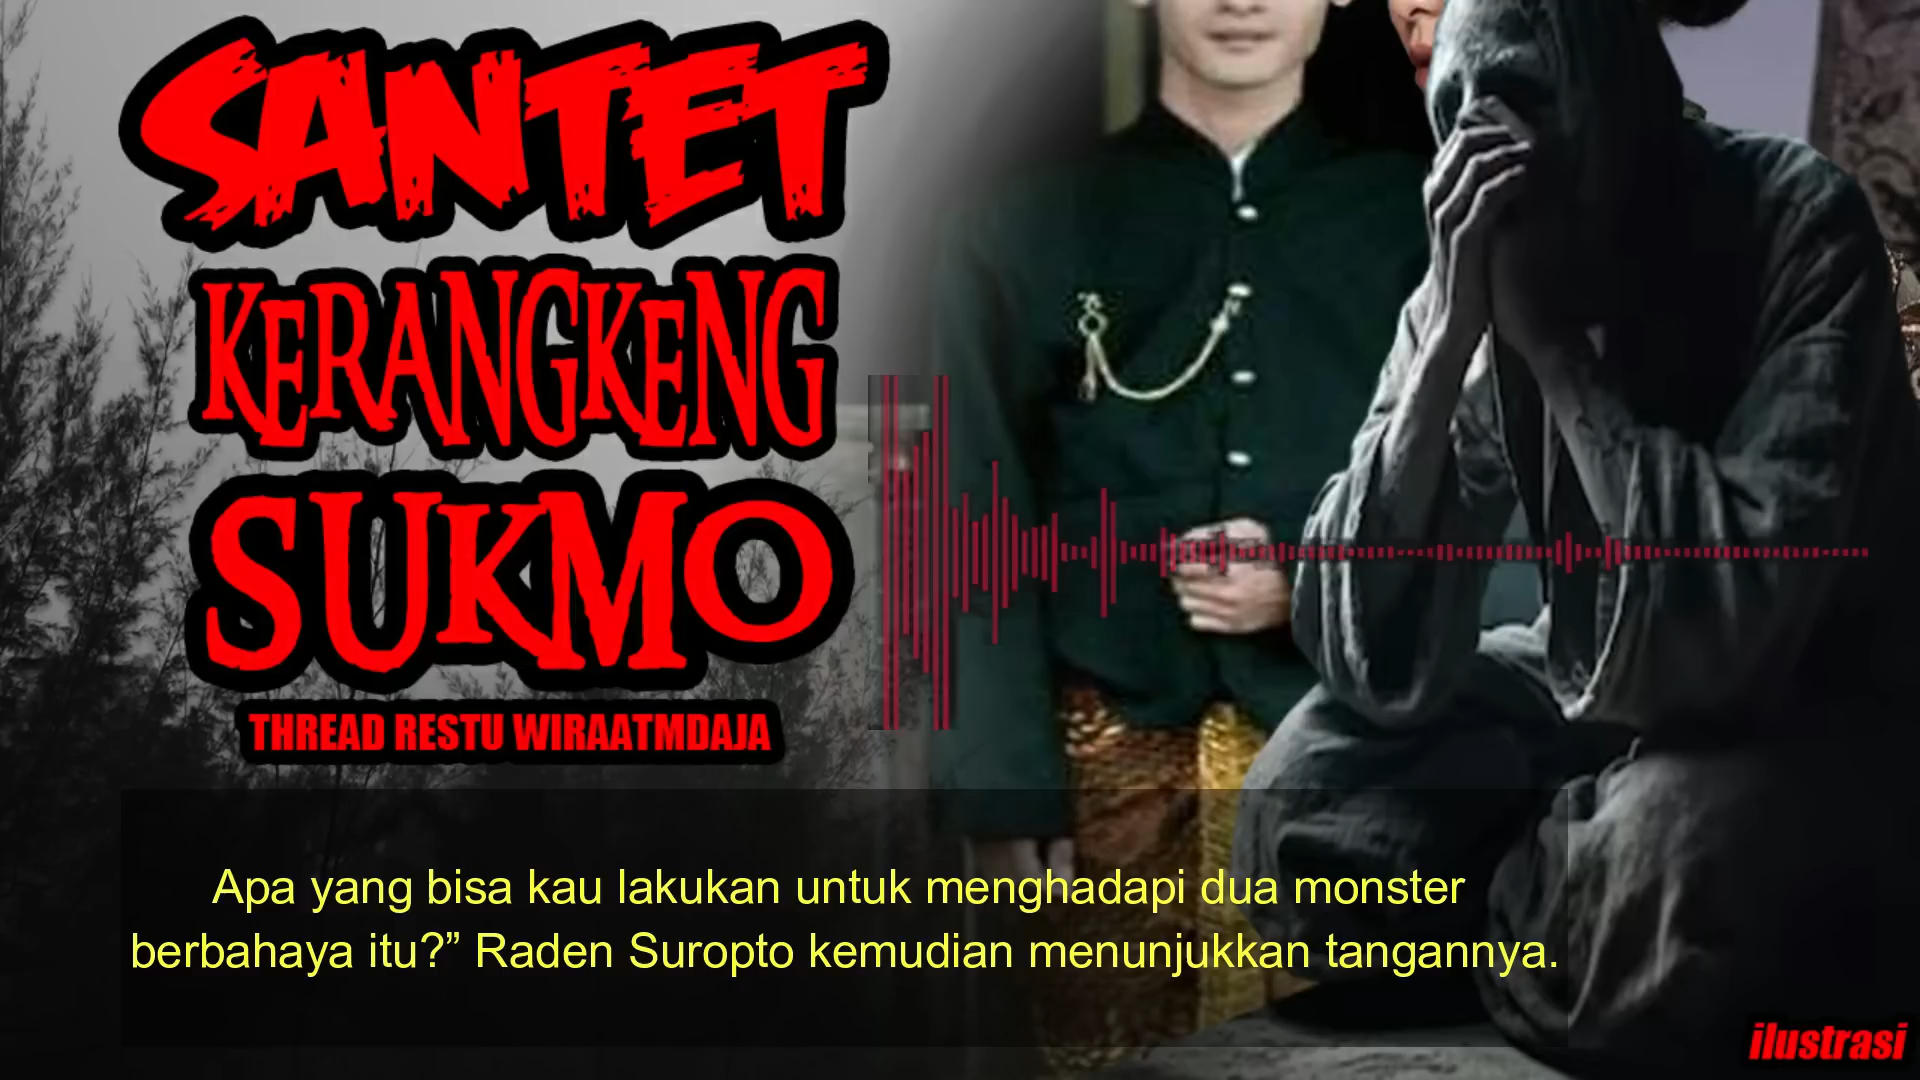 SANTET
KERANGKENG
SUKMO
THREAD RESTU WIRAATMDAJA
Apa yang bisa kau lakukan untuk menghadapi dua monster
berbahaya itu?” Raden Suropto kemudian menunjukkan tangannya.
ilustrasi